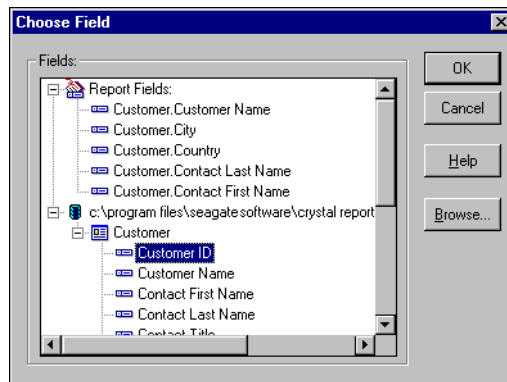 Choose Field
Fields:
Report Fields:
Customer.Customer Name
Customer.City
Customer.Country
Customer.Contact Last Name
Customer.Contact First Name
c:\program files\seagate software\crystal report
Customer
Customer ID
Customer Name
Contact First Name
Contact Last Name
Contact Title
OK
Cancel
Help
Browse...